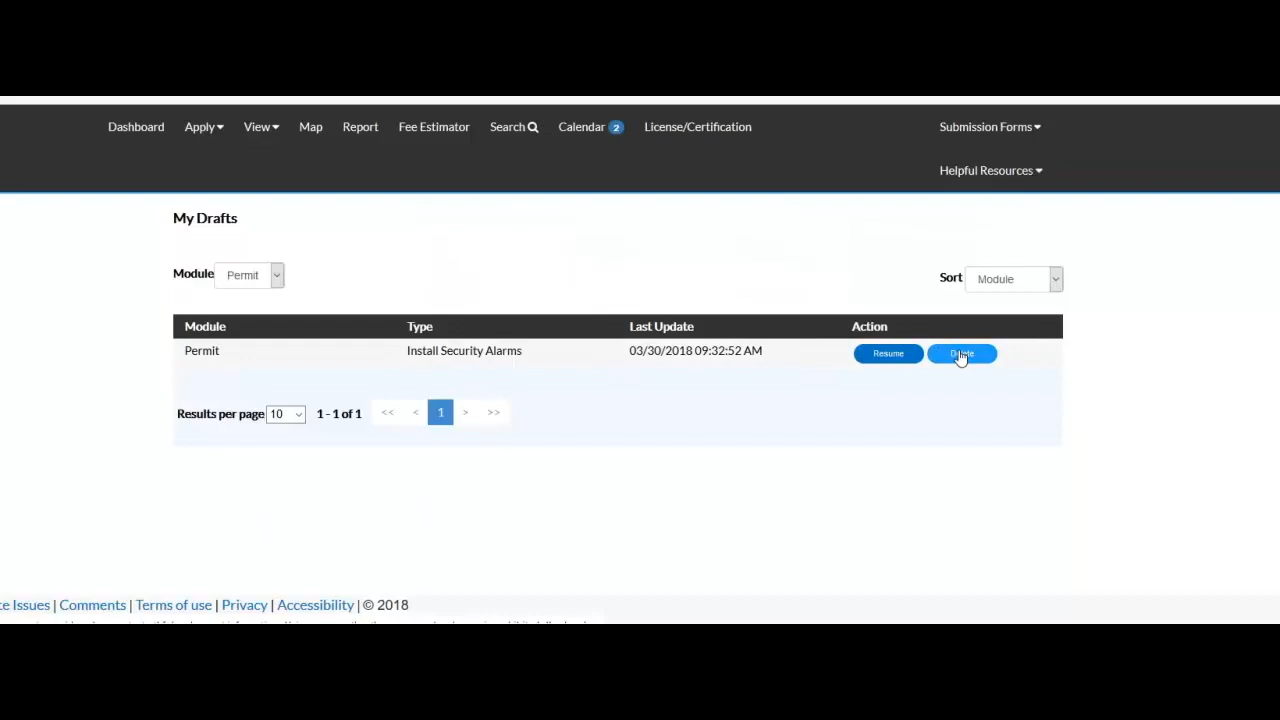 Dashboard Apply View Map Report Fee Estimator Search Calendar 2 License/Certification Submission Forms
Helpful Resources
My Drafts
Module Permit Sort Module
Module Type Last Update Action
Permit Install Security Alarms 03/30/2018 09:32:52 AM Resume
Results per page 10 1 - 1 of 1 << < 1 > >>
Issues | Comments | Terms of use | Privacy | Accessibility | © 2018